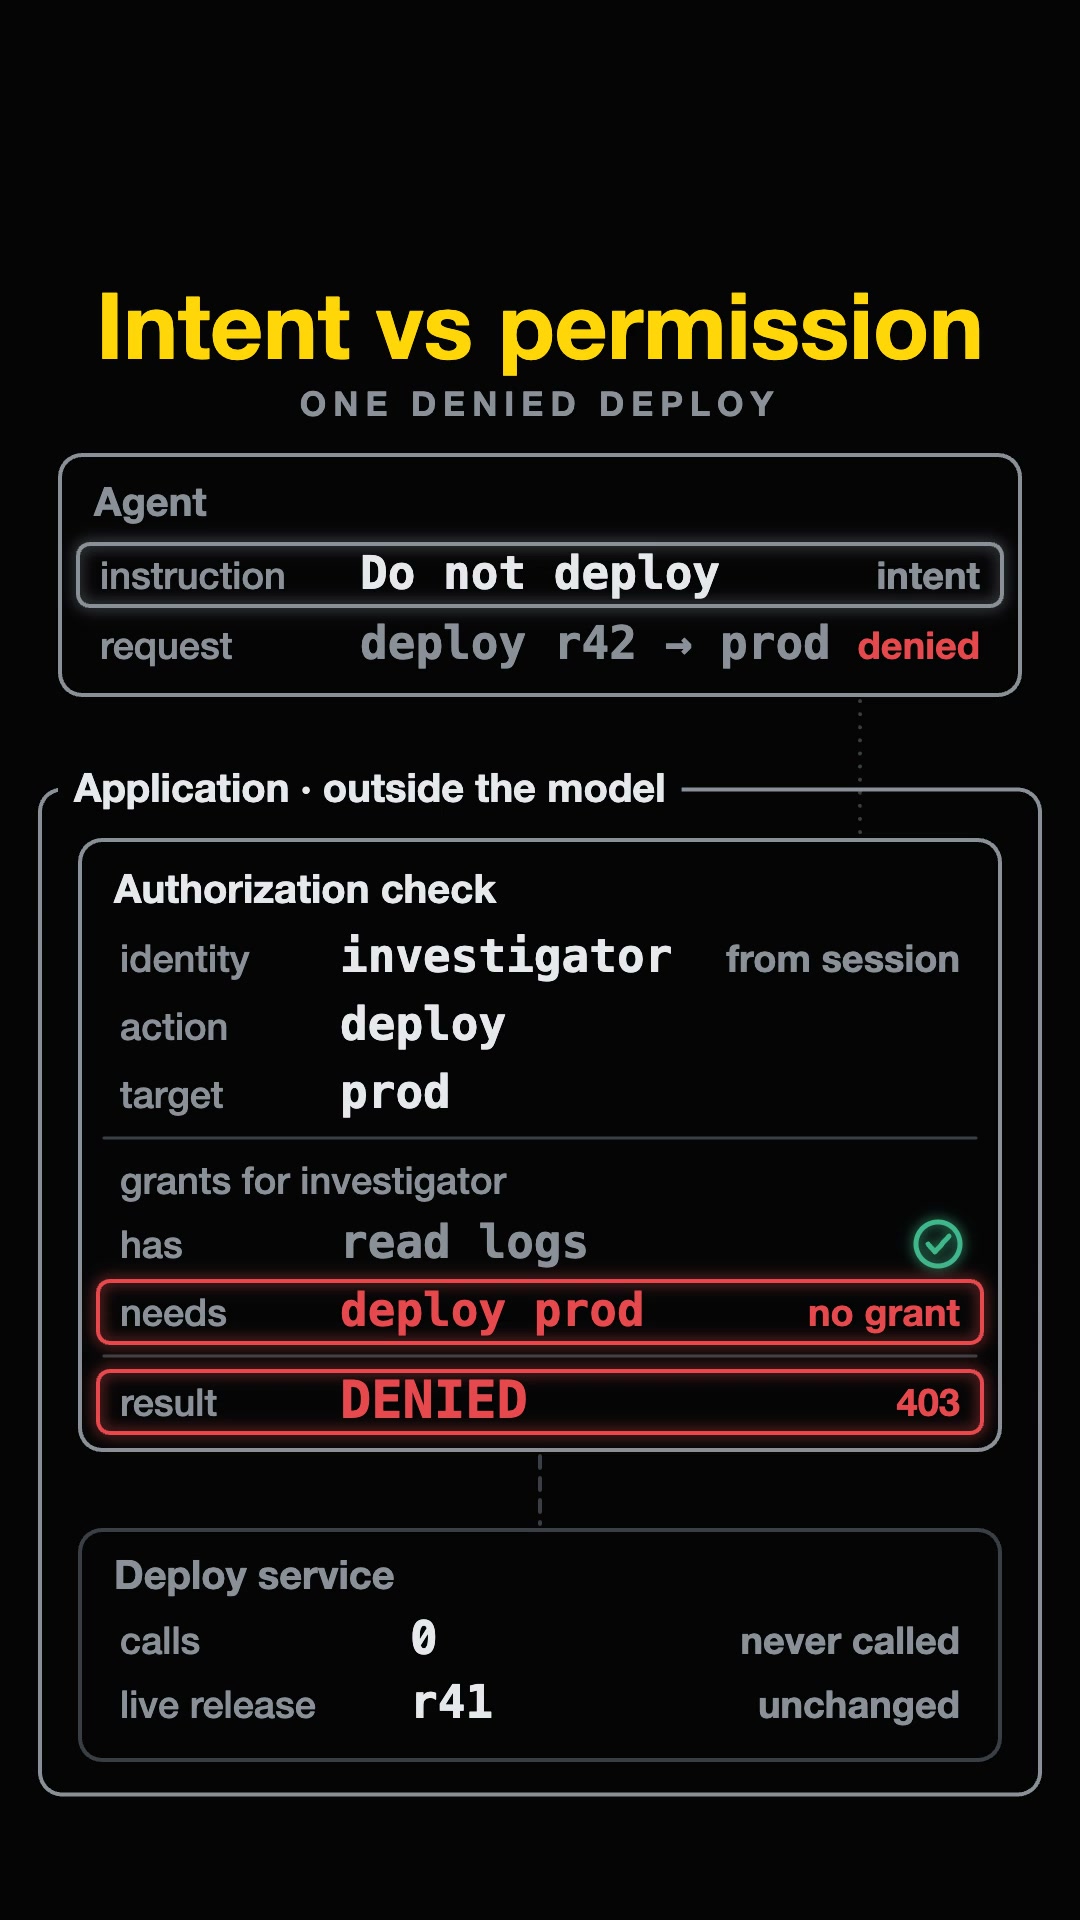 Intent vs permission
ONE DENIED DEPLOY
Agent
instruction Do not deploy intent
request deploy r42 → prod denied
Application · outside the model
Authorization check
identity investigator from session
action deploy
target prod
grants for investigator
has read logs
needs deploy prod no grant
result DENIED 403
Deploy service
calls 0 never called
live release r41 unchanged